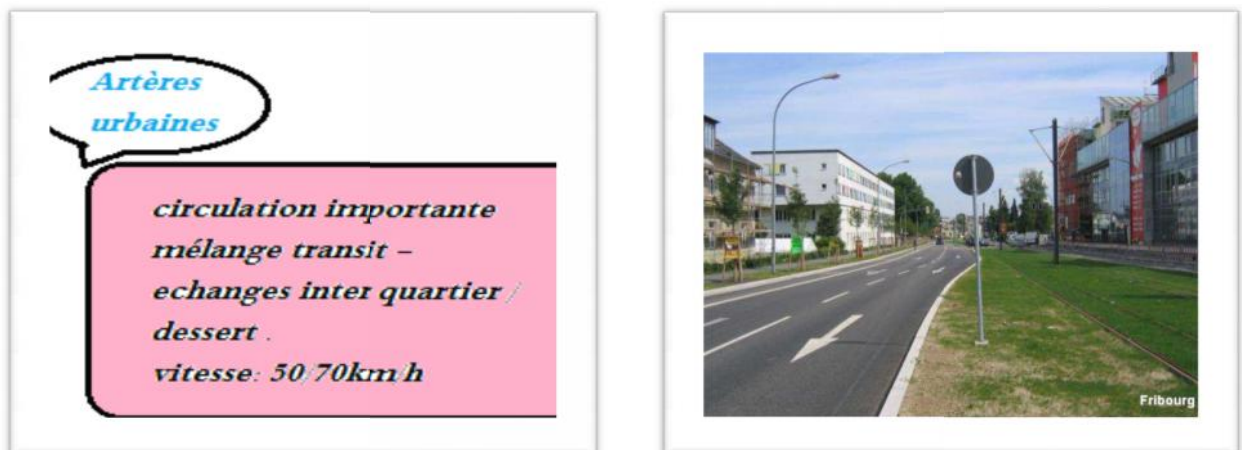 Artères
urbaines
circulation importante
mélange transit –
echanges inter quartier /
dessert .
vitesse: 50/70km/h
Fribourg